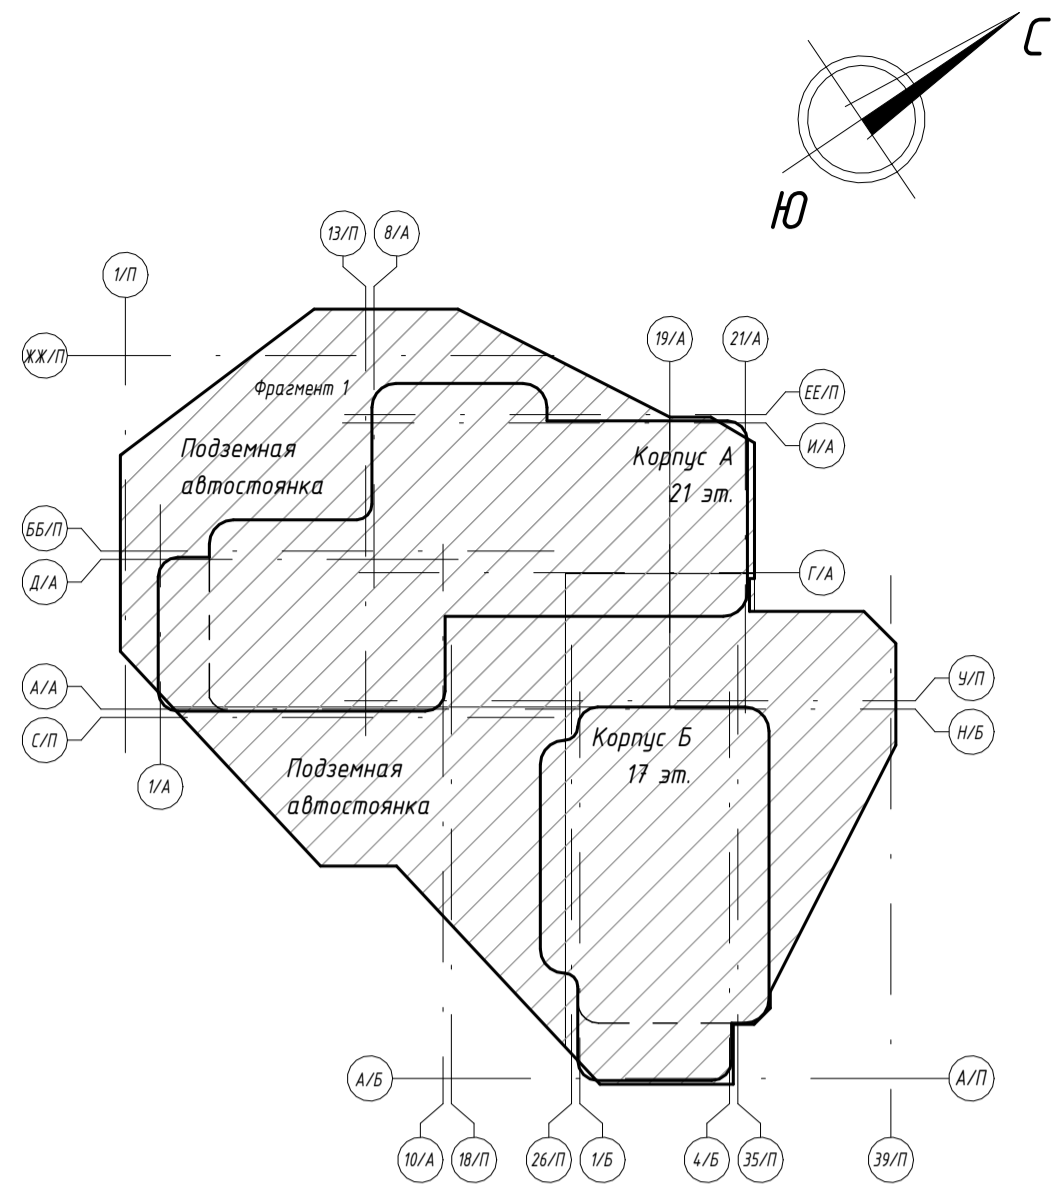 С
Ю
13/П
8/А
1/П
19/А
21/А
ЖЖ/П
Фрагмент 1
ЕЕ/П
И/А
Подземная
автостоянка
Корпус А
21 эт.
ББ/П
Д/А
Г/А
А/А
С/П
У/П
Н/Б
1/А
Корпус Б
17 эт.
Подземная
автостоянка
А/Б
А/П
10/А
18/П
26/П
1/Б
4/Б
35/П
39/П